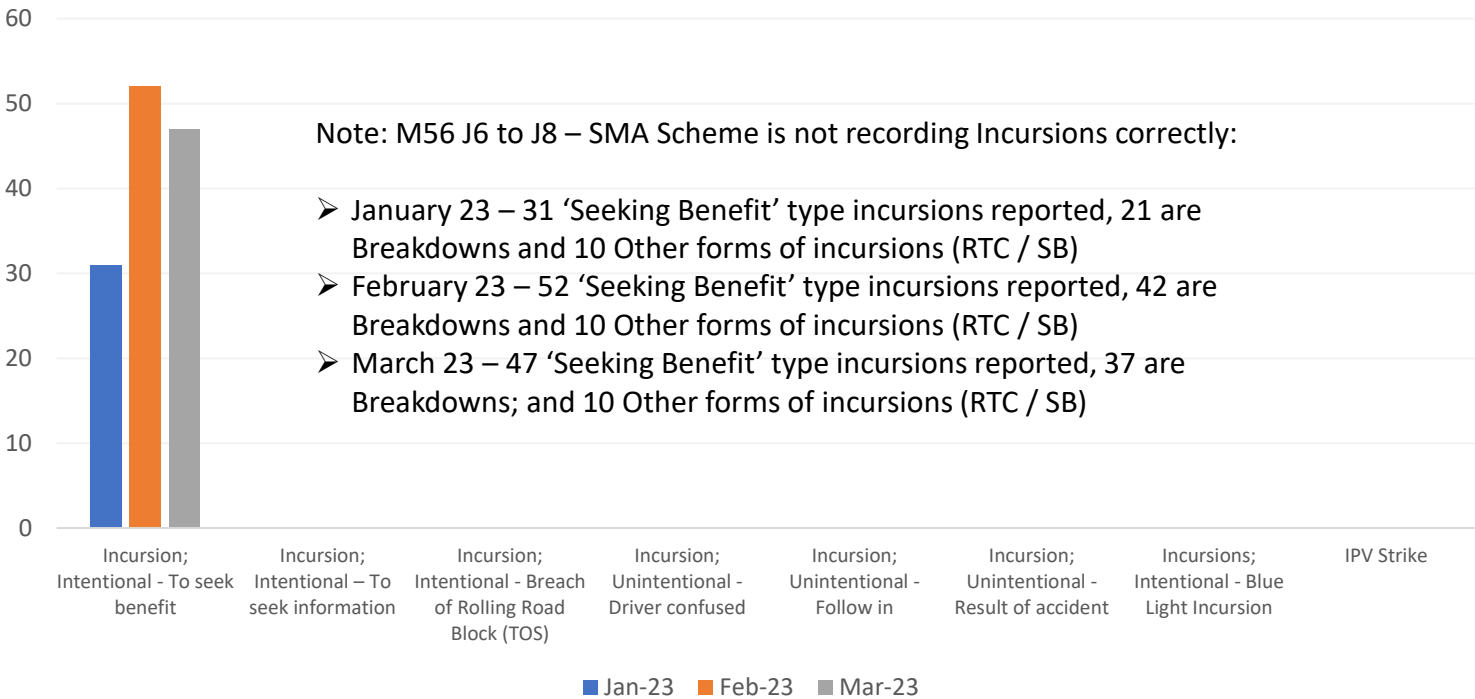 60
50
40
30
20
10
0
Note: M56 J6 to J8 – SMA Scheme is not recording Incursions correctly:
➢ January 23 – 31 ‘Seeking Benefit’ type incursions reported, 21 are
Breakdowns and 10 Other forms of incursions (RTC / SB)
➢ February 23 – 52 ‘Seeking Benefit’ type incursions reported, 42 are
Breakdowns and 10 Other forms of incursions (RTC / SB)
➢ March 23 – 47 ‘Seeking Benefit’ type incursions reported, 37 are
Breakdowns; and 10 Other forms of incursions (RTC / SB)
Incursion;
Intentional - To seek
benefit
Incursion;
Intentional – To
seek information
Incursion;
Intentional - Breach
of Rolling Road
Block (TOS)
Incursion;
Unintentional -
Driver confused
Incursion;
Unintentional -
Follow in
Incursion;
Unintentional -
Result of accident
Incursions;
Intentional - Blue
Light Incursion
IPV Strike
Jan-23 Feb-23 Mar-23